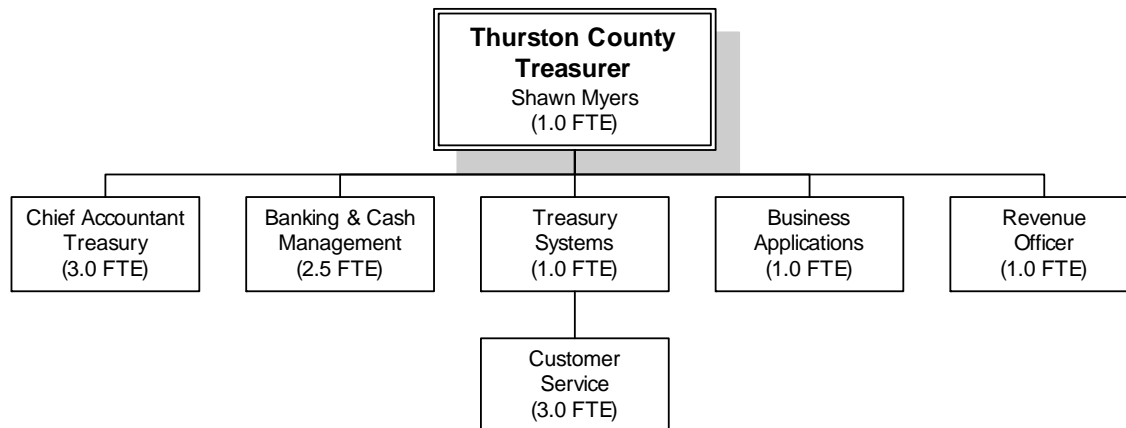 Thurston County
Treasurer
Shawn Myers
(1.0 FTE)
Chief Accountant
Treasury
(3.0 FTE)
Banking & Cash
Management
(2.5 FTE)
Treasury
Systems
(1.0 FTE)
Business
Applications
(1.0 FTE)
Revenue
Officer
(1.0 FTE)
Customer
Service
(3.0 FTE)